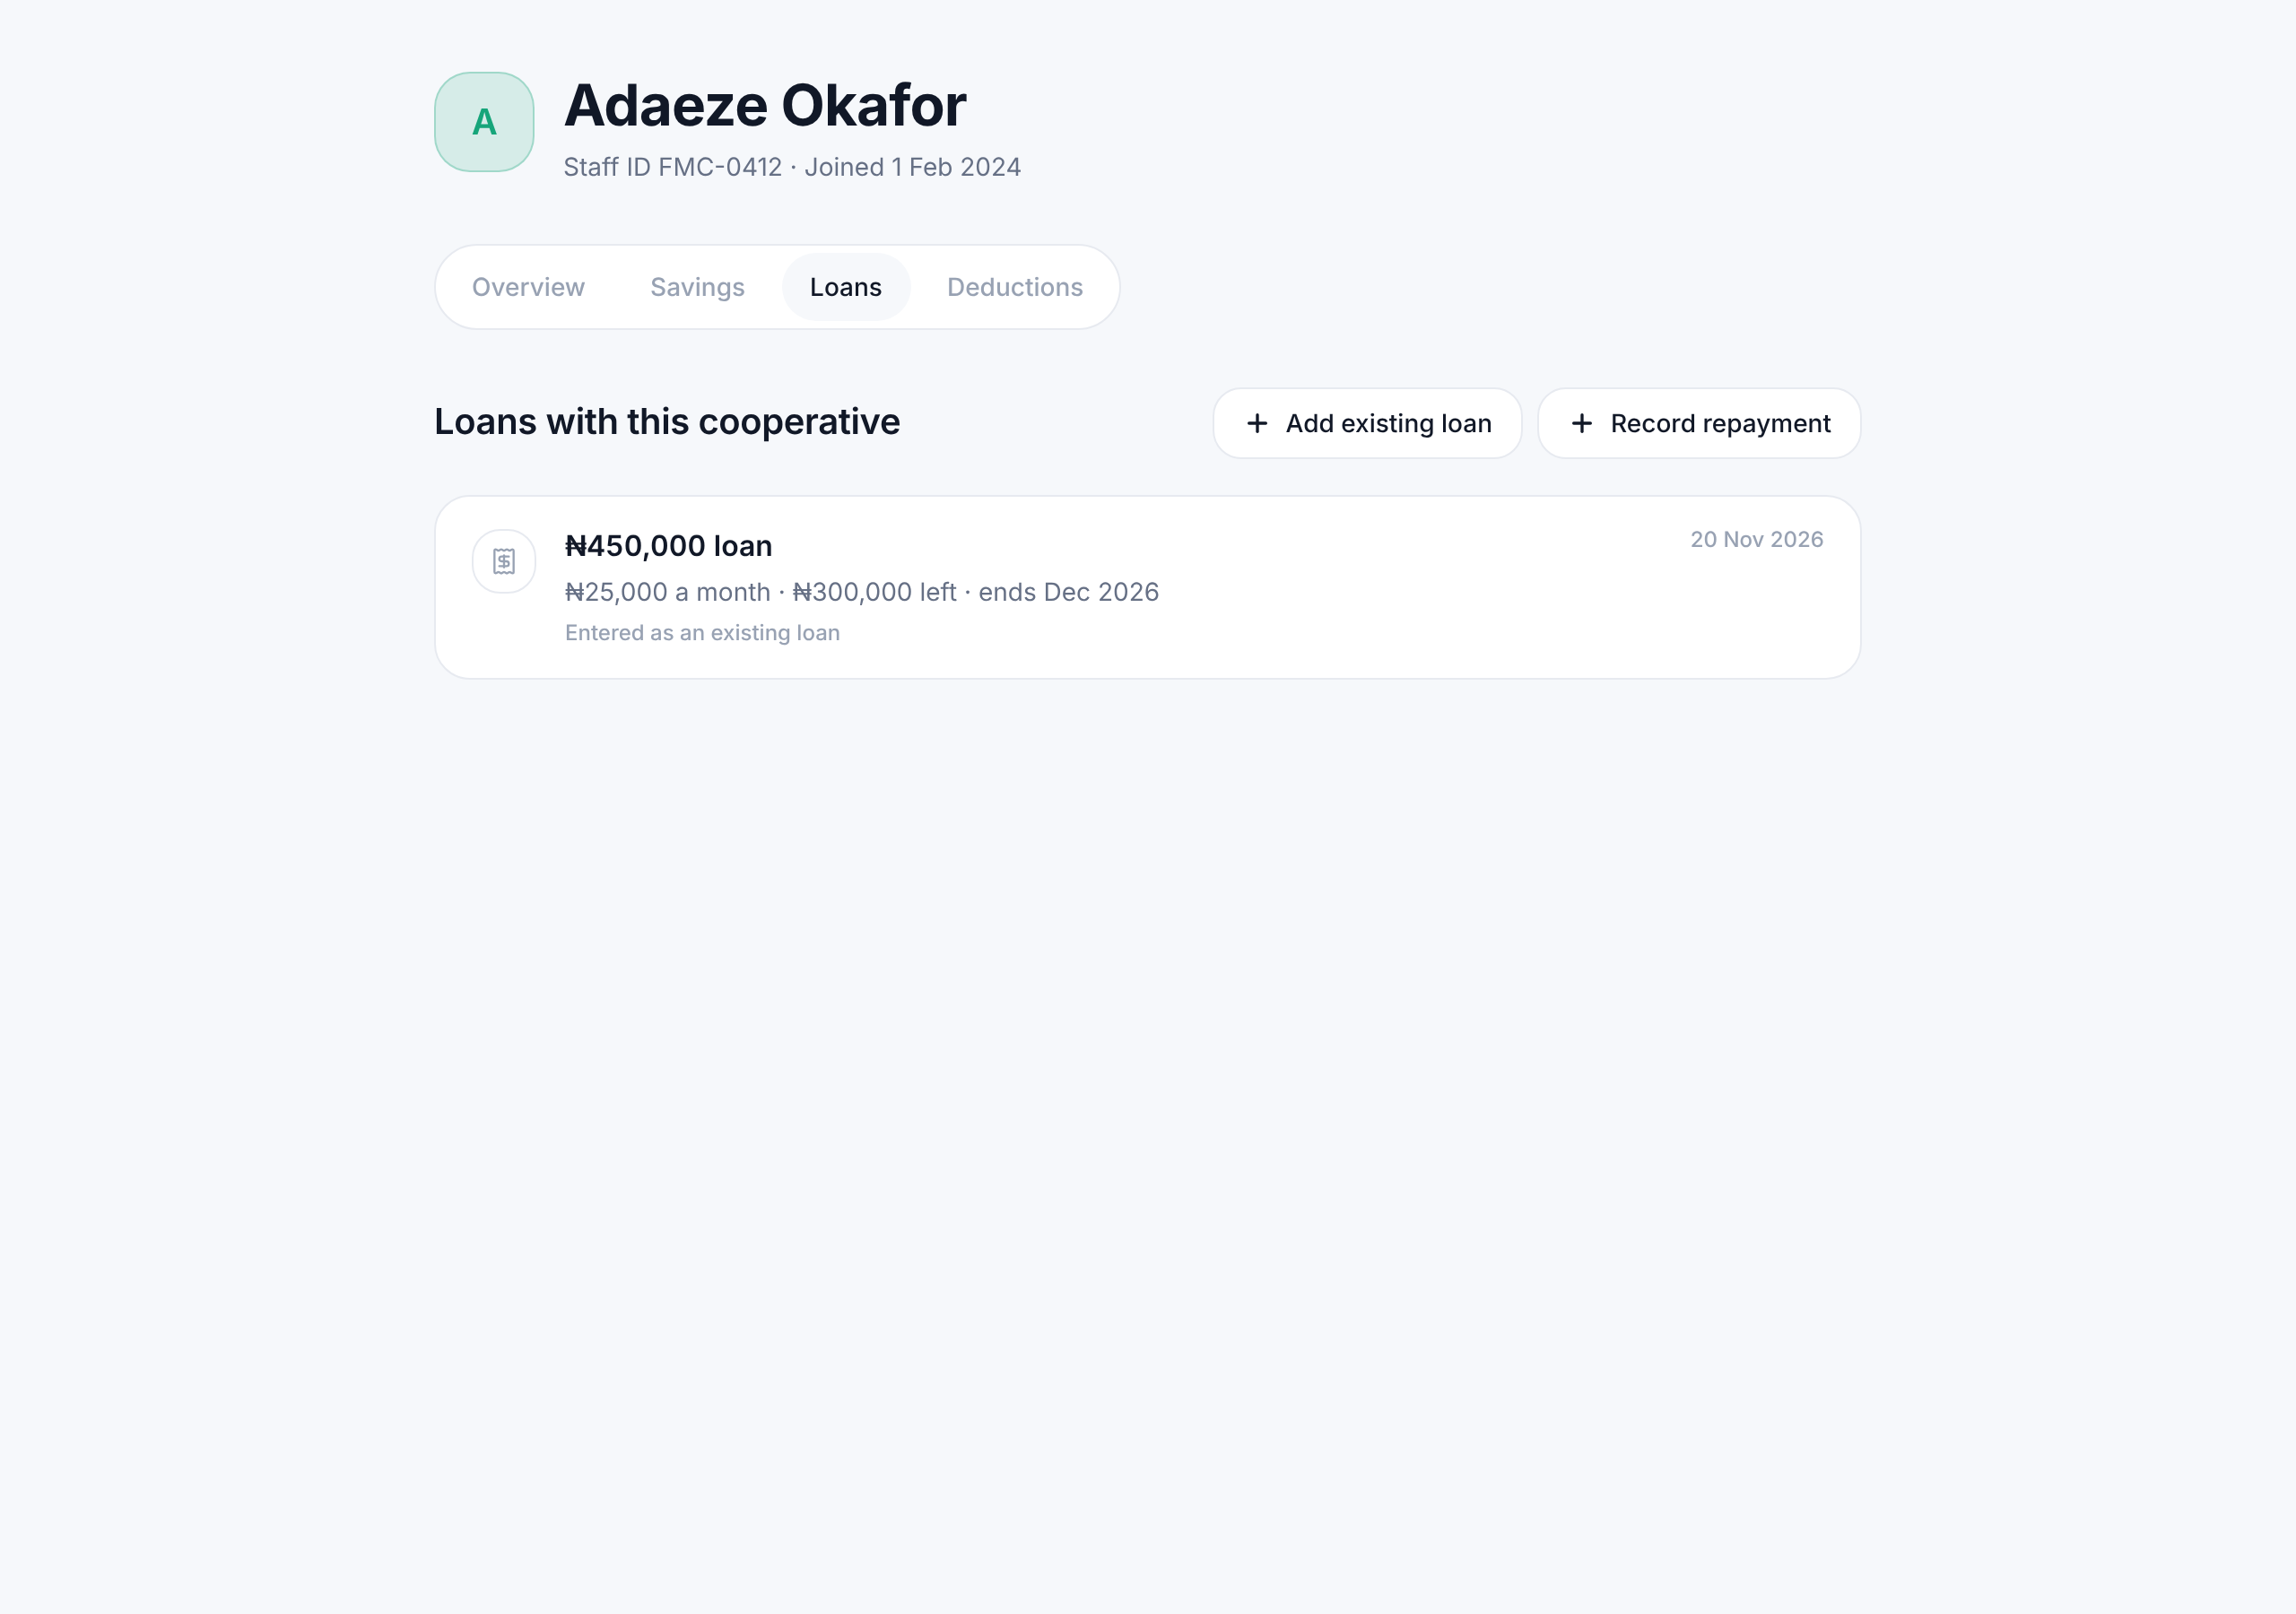 A
Adaeze Okafor
Staff ID FMC-0412 · Joined 1 Feb 2024
Overview Savings Loans Deductions
Loans with this cooperative
+ Add existing loan
+ Record repayment
₦450,000 loan
20 Nov 2026
₦25,000 a month · ₦300,000 left · ends Dec 2026
Entered as an existing loan